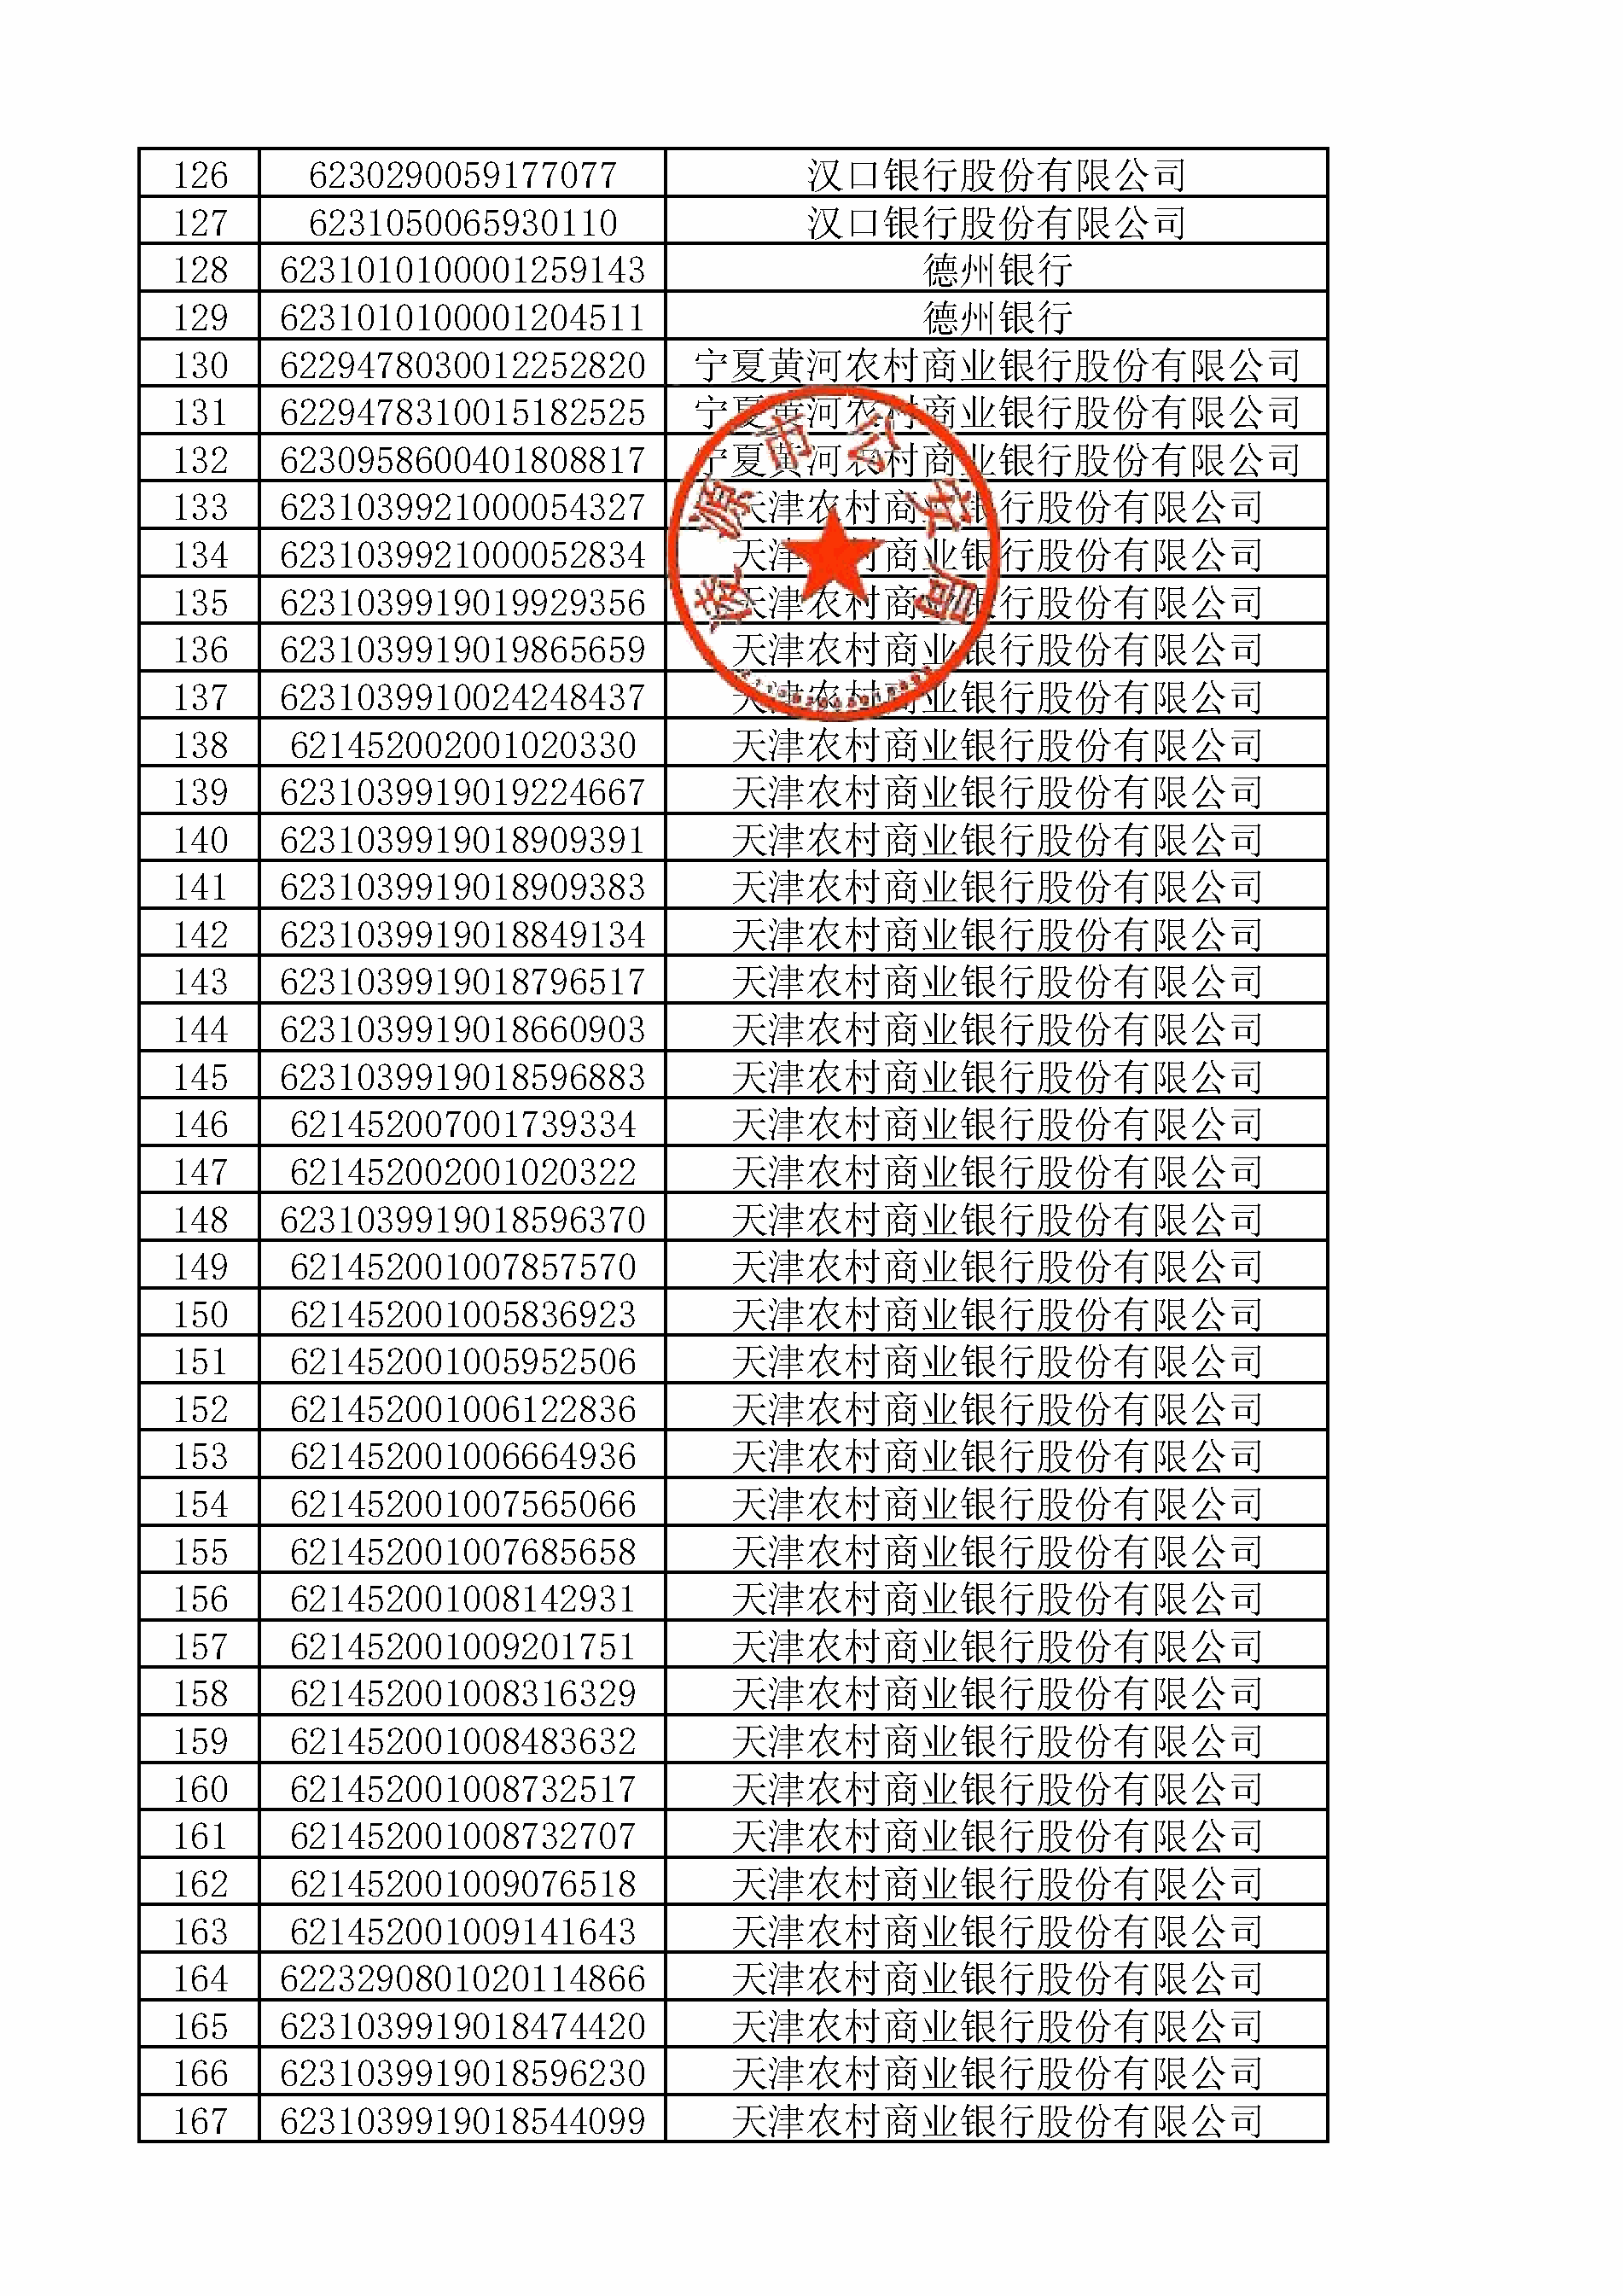 126 6230290059177077 汉口银行股份有限公司
127 6231050065930110 汉口银行股份有限公司
128 6231010100001259143 德州银行
129 6231010100001204511 德州银行
130 6229478030012252820 宁夏黄河农村商业银行股份有限公司
131 6229478310015182525 宁夏黄河农村商业银行股份有限公司
132 6230958600401808817 宁夏黄河农村商业银行股份有限公司
133 6231039921000054327 天津农村商业银行股份有限公司
134 6231039921000052834 天津农村商业银行股份有限公司
135 6231039919019929356 天津农村商业银行股份有限公司
136 6231039919019865659 天津农村商业银行股份有限公司
137 6231039910024248437 天津农村商业银行股份有限公司
138 621452002001020330 天津农村商业银行股份有限公司
139 6231039919019224667 天津农村商业银行股份有限公司
140 6231039919018909391 天津农村商业银行股份有限公司
141 6231039919018909383 天津农村商业银行股份有限公司
142 6231039919018849134 天津农村商业银行股份有限公司
143 6231039919018796517 天津农村商业银行股份有限公司
144 6231039919018660903 天津农村商业银行股份有限公司
145 6231039919018596883 天津农村商业银行股份有限公司
146 621452007001739334 天津农村商业银行股份有限公司
147 621452002001020322 天津农村商业银行股份有限公司
148 6231039919018596370 天津农村商业银行股份有限公司
149 621452001007857570 天津农村商业银行股份有限公司
150 621452001005836923 天津农村商业银行股份有限公司
151 621452001005952506 天津农村商业银行股份有限公司
152 621452001006122836 天津农村商业银行股份有限公司
153 621452001006664936 天津农村商业银行股份有限公司
154 621452001007565066 天津农村商业银行股份有限公司
155 621452001007685658 天津农村商业银行股份有限公司
156 621452001008142931 天津农村商业银行股份有限公司
157 621452001009201751 天津农村商业银行股份有限公司
158 621452001008316329 天津农村商业银行股份有限公司
159 621452001008483632 天津农村商业银行股份有限公司
160 621452001008732517 天津农村商业银行股份有限公司
161 621452001008732707 天津农村商业银行股份有限公司
162 621452001009076518 天津农村商业银行股份有限公司
163 621452001009141643 天津农村商业银行股份有限公司
164 6223290801020114866 天津农村商业银行股份有限公司
165 6231039919018474420 天津农村商业银行股份有限公司
166 6231039919018596230 天津农村商业银行股份有限公司
167 6231039919018544099 天津农村商业银行股份有限公司
凌源市公安局